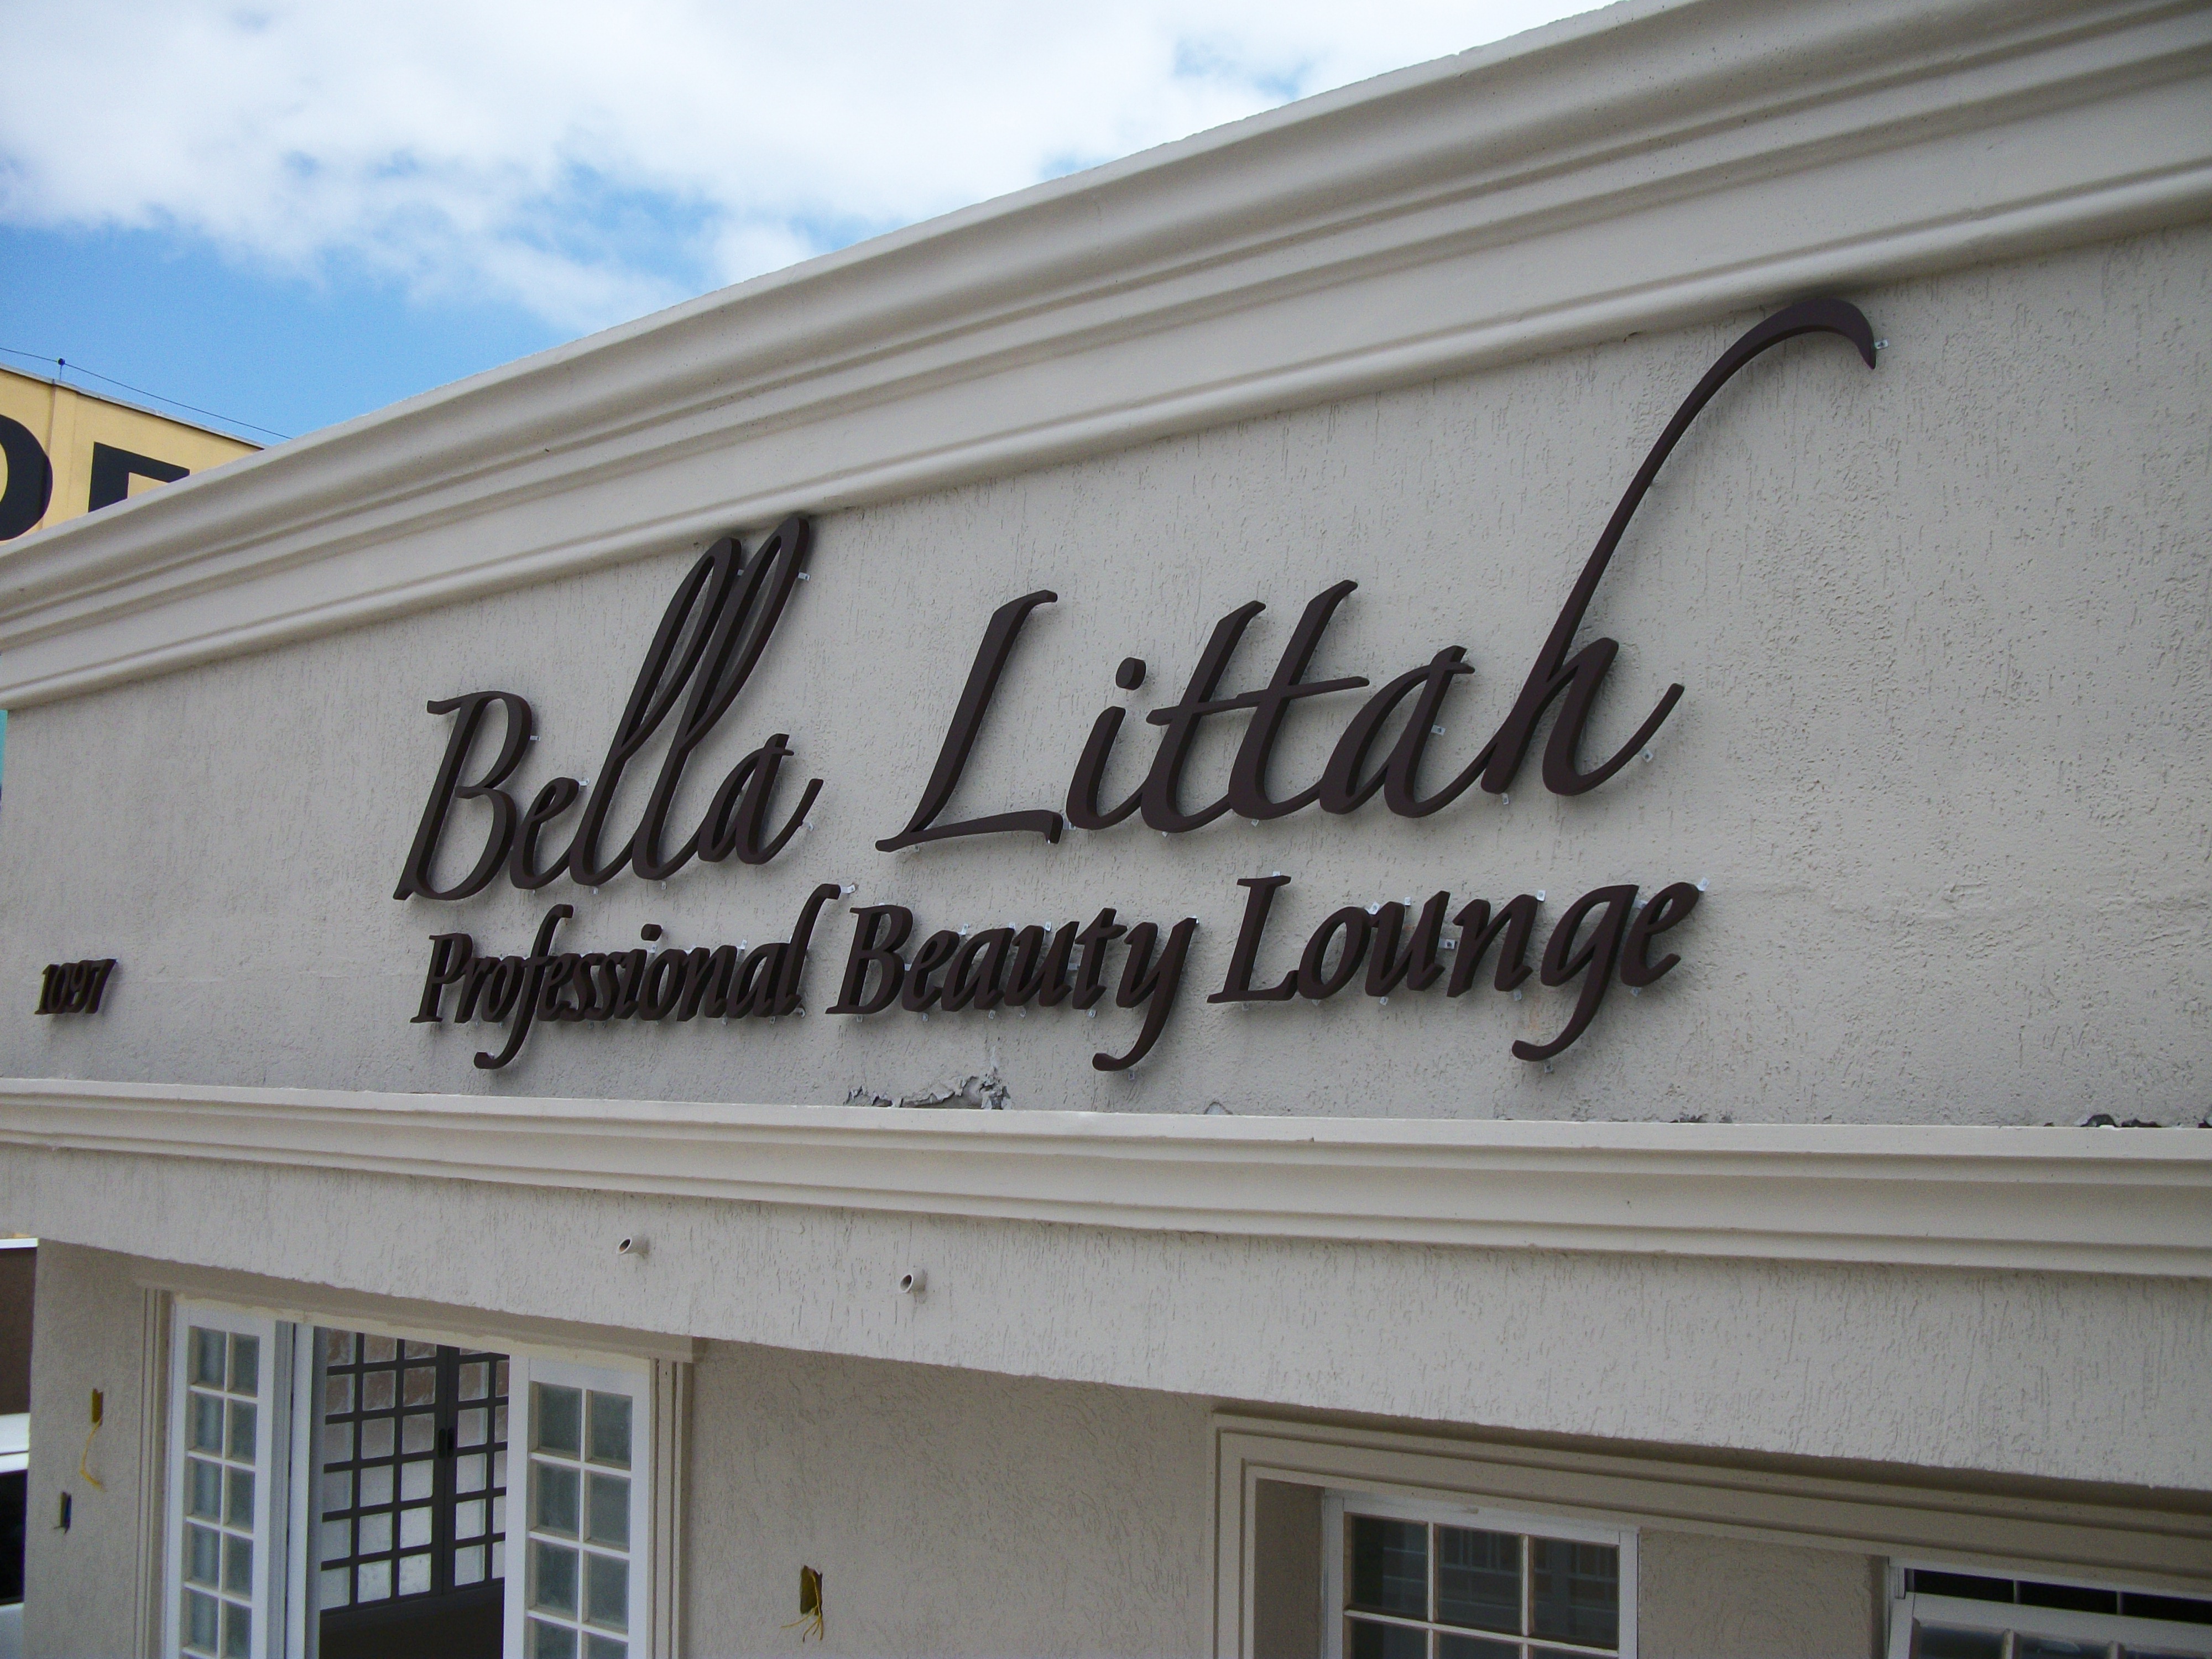 Bella Littah
Professional Beauty Lounge
1097